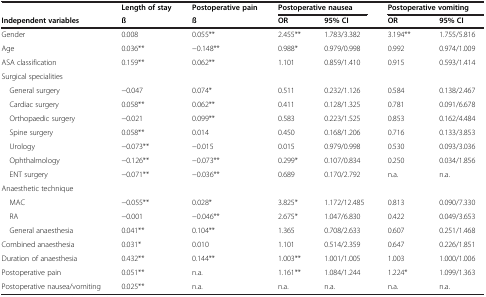 Length of stay Postoperative pain Postoperative nausea Postoperative vomiting
Independent variables ß ß OR 95% CI OR 95% CI
Gender 0.008 0.055** 2.455** 1.783/3.382 3.194** 1.755/5.816
Age 0.036** −0.148** 0.988* 0.979/0.998 0.992 0.974/1.009
ASA classification 0.159** 0.062** 1.101 0.859/1.410 0.915 0.593/1.414
Surgical specialities
General surgery −0.047 0.074* 0.511 0.232/1.126 0.584 0.138/2.467
Cardiac surgery 0.058** 0.062** 0.411 0.128/1.325 0.781 0.091/6.678
Orthopaedic surgery −0.021 0.099** 0.583 0.223/1.525 0.853 0.162/4.484
Spine surgery 0.058** 0.014 0.450 0.168/1.206 0.716 0.133/3.853
Urology −0.073** −0.015 0.015 0.979/0.998 0.530 0.093/3.036
Ophthalmology −0.126** −0.073** 0.299* 0.107/0.834 0.250 0.034/1.856
ENT surgery −0.071** −0.036** 0.689 0.170/2.792 n.a. n.a.
Anaesthetic technique
MAC −0.055** 0.028* 3.825* 1.172/12.485 0.813 0.090/7.330
RA −0.001 −0.046** 2.675* 1.047/6.830 0.422 0.049/3.653
General anaesthesia 0.041** 0.104** 1.365 0.708/2.633 0.607 0.251/1.468
Combined anaesthesia 0.031* 0.010 1.101 0.514/2.359 0.647 0.226/1.851
Duration of anaesthesia 0.432** 0.144** 1.003** 1.001/1.005 1.003 1.000/1.006
Postoperative pain 0.051** n.a. 1.161** 1.084/1.244 1.224* 1.099/1.363
Postoperative nausea/vomiting 0.025** n.a. n.a. n.a. n.a. n.a.